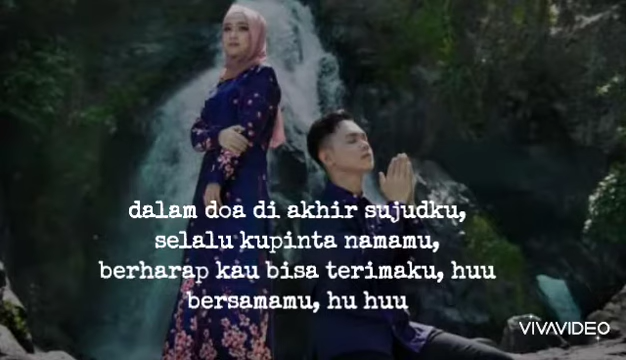 dalam doa di akhir sujudku,
selalu kupinta namamu,
berharap kau bisa terimaku, huu
bersamamu, hu huu
VIVAVIDEO